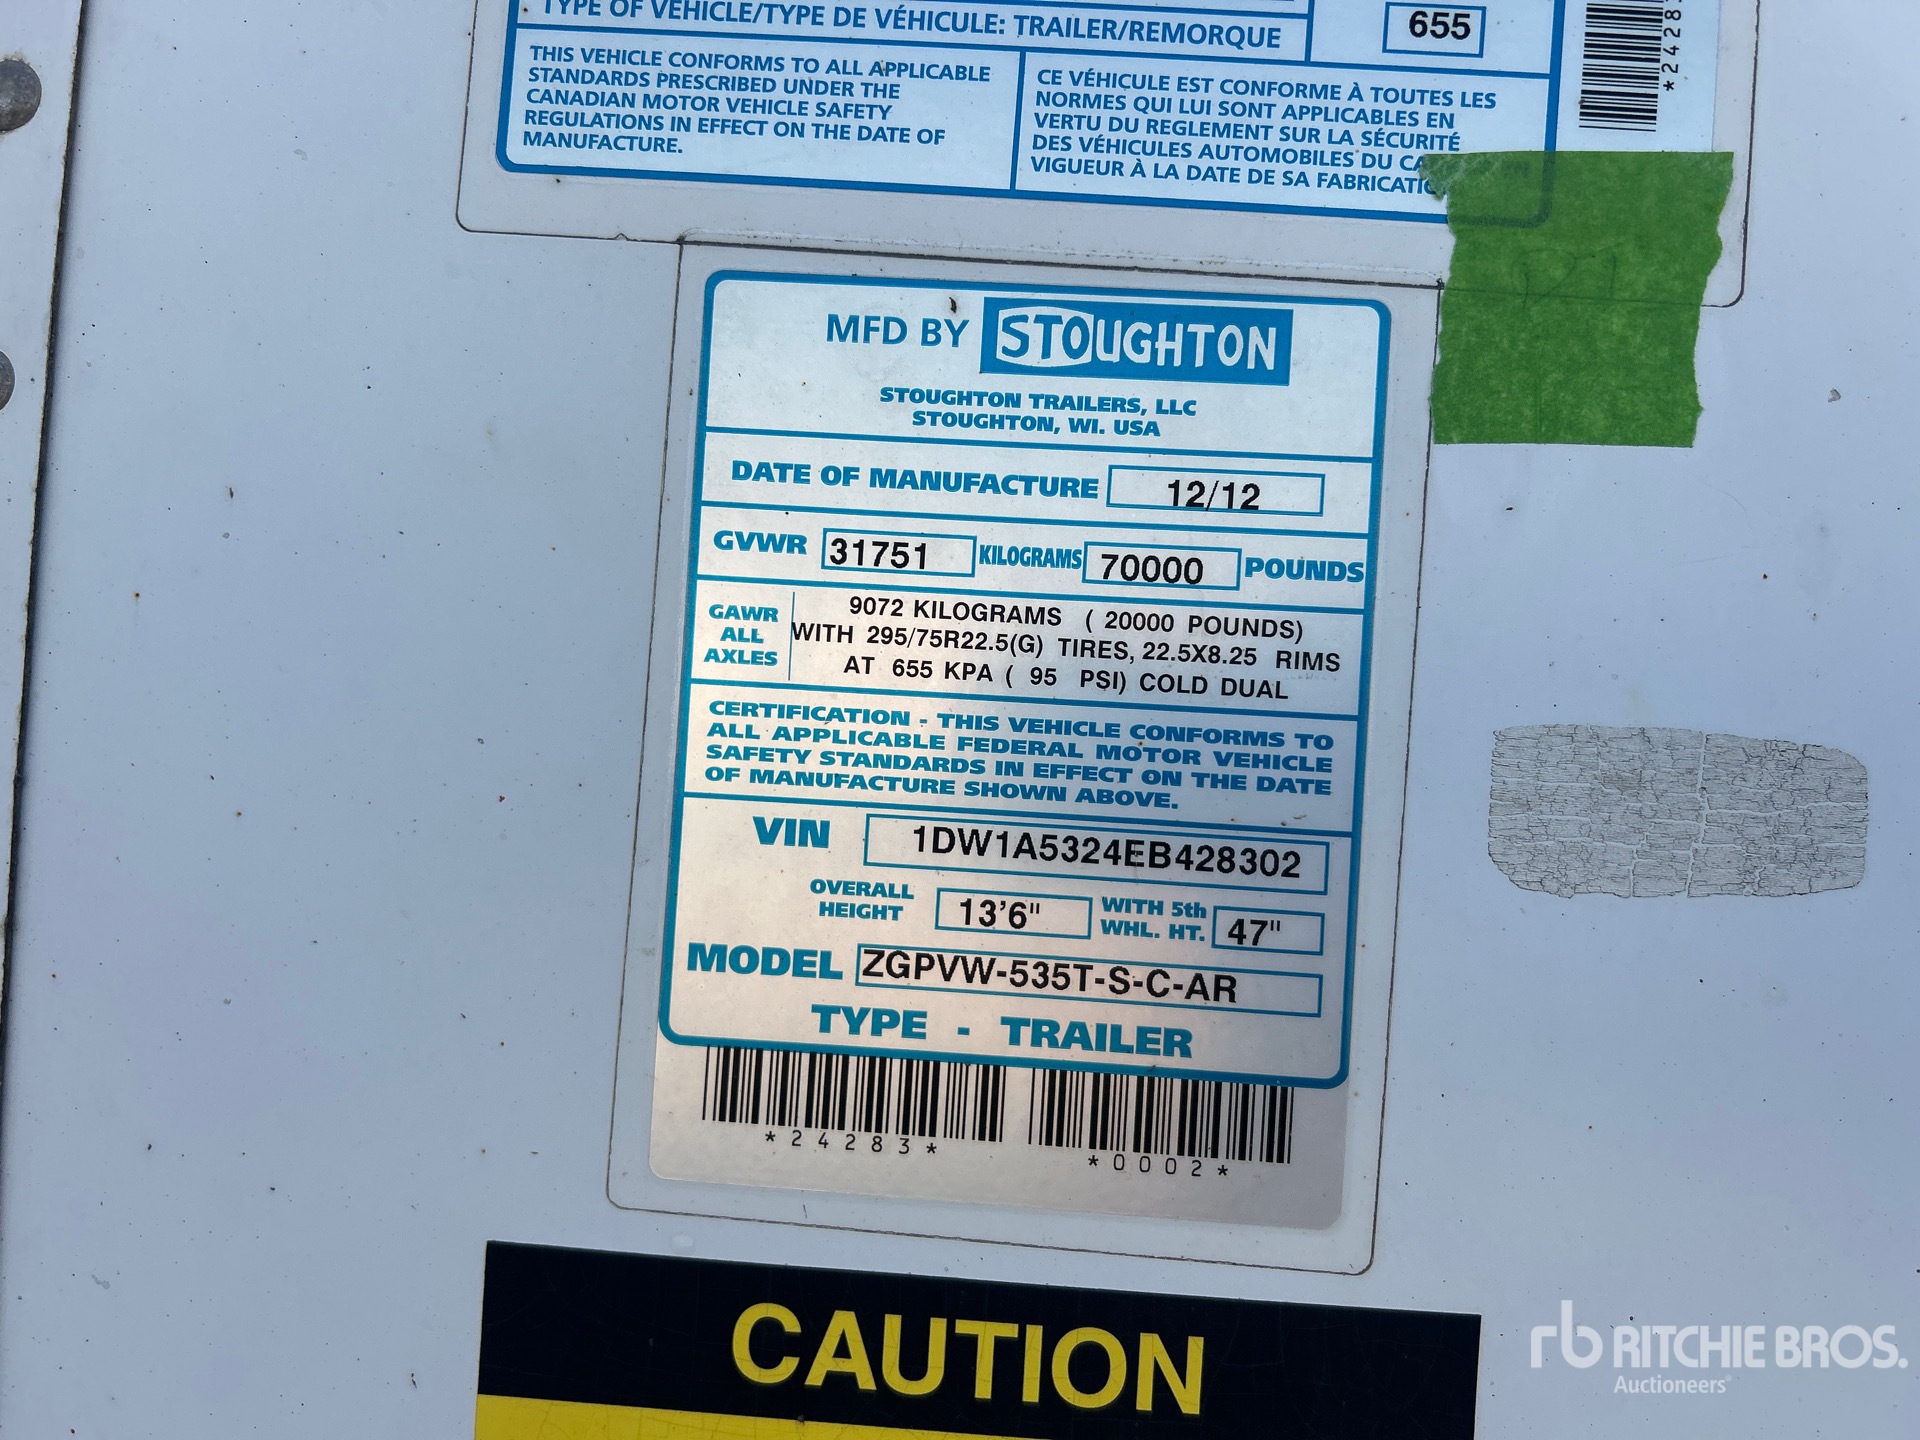 TYPE OF VEHICLE/TYPE DE VÉHICULE: TRAILER/REMORQUE
655
THIS VEHICLE CONFORMS TO ALL APPLICABLE
STANDARDS PRESCRIBED UNDER THE
CANADIAN MOTOR VEHICLE SAFETY
REGULATIONS IN EFFECT ON THE DATE OF
MANUFACTURE.
CE VÉHICULE EST CONFORME À TOUTES LES
NORMES QUI LUI SONT APPLICABLES EN
VERTU DU REGLEMENT SUR LA SÉCURITÉ
DES VÉHICULES AUTOMOBILES DU CA
VIGUEUR À LA DATE DE SA FABRICATIO
*2428
MFD BY STOUGHTON
STOUGHTON TRAILERS, LLC
STOUGHTON, WI. USA
DATE OF MANUFACTURE 12/12
GVWR 31751 KILOGRAMS 70000 POUNDS
GAWR
ALL
AXLES
9072 KILOGRAMS ( 20000 POUNDS)
WITH 295/75R22.5(G) TIRES, 22.5X8.25 RIMS
AT 655 KPA ( 95 PSI) COLD DUAL
CERTIFICATION - THIS VEHICLE CONFORMS TO
ALL APPLICABLE FEDERAL MOTOR VEHICLE
SAFETY STANDARDS IN EFFECT ON THE DATE
OF MANUFACTURE SHOWN ABOVE.
VIN 1DW1A5324EB428302
OVERALL
HEIGHT
13'6"
WITH 5th
WHL. HT.
47"
MODEL ZGPVW-535T-S-C-AR
TYPE - TRAILER
*24283*
*0002*
CAUTION
rb RITCHIE BROS.
Auctioneers